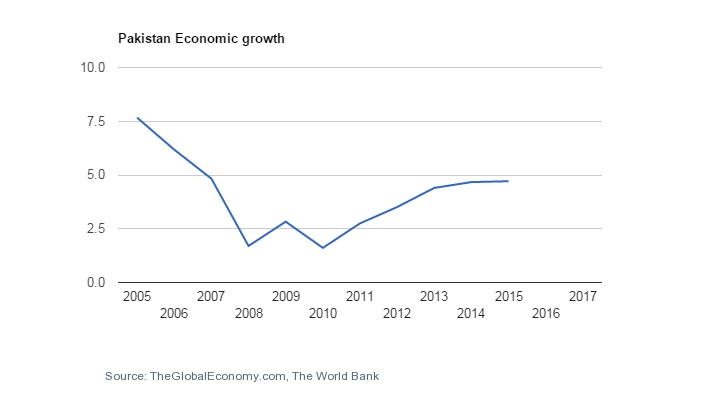 Pakistan Economic growth
10.0
7.5
5.0
2.5
0.0
2005 2007 2009 2011 2013 2015 2017
2006 2008 2010 2012 2014 2016
Source: TheGlobalEconomy.com, The World Bank